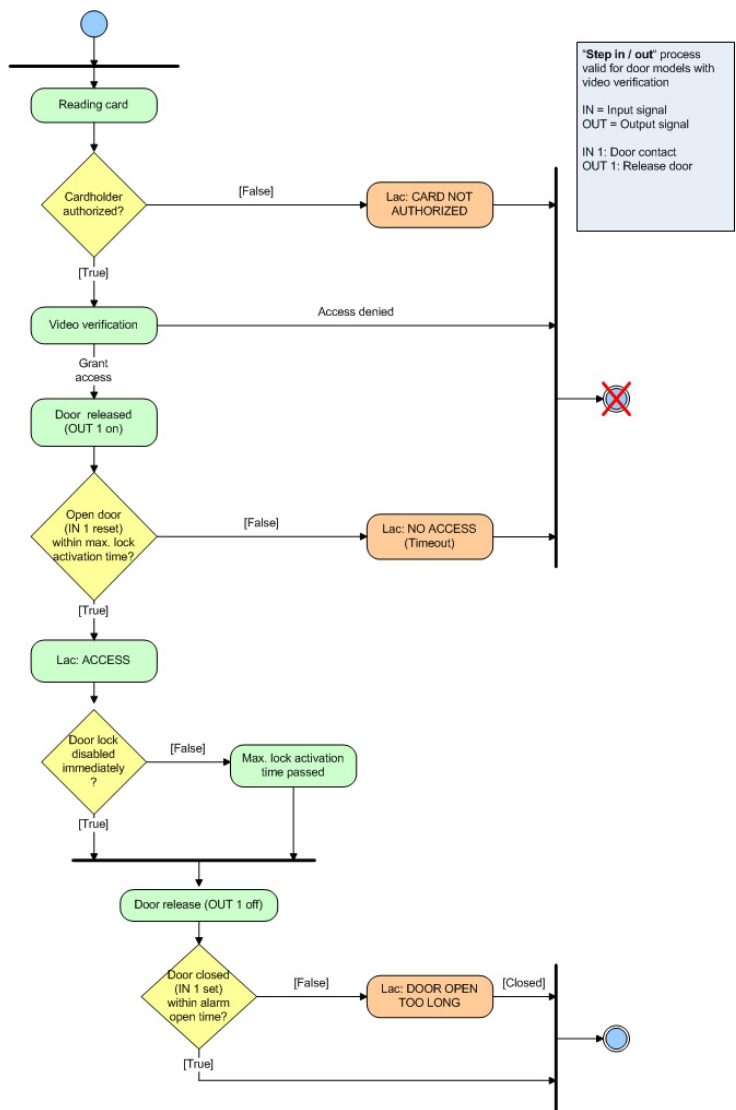 "Step in / out" process
valid for door models with
video verification
IN = Input signal
OUT = Output signal
IN 1: Door contact
OUT 1: Release door
Reading card
Cardholder
authorized?
[False]
Lac: CARD NOT
AUTHORIZED
[True]
Video verification
Access denied
Grant
access
Door released
(OUT 1 on)
Open door
(IN 1 reset)
within max. lock
activation time?
[False]
Lac: NO ACCESS
(Timeout)
[True]
Lac: ACCESS
Door lock
disabled
immediately
?
[False]
Max. lock activation
time passed
[True]
Door release (OUT 1 off)
Door closed
(IN 1 set)
within alarm
open time?
[False]
Lac: DOOR OPEN
TOO LONG
[Closed]
[True]